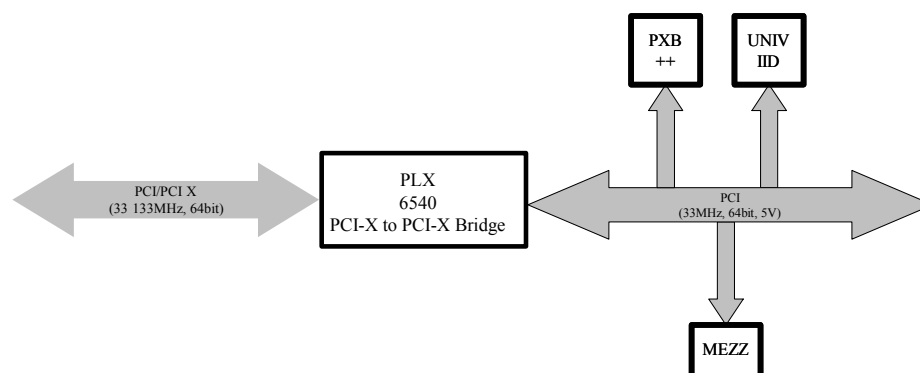 PXB
++
UNIV
IID
PCI/PCI X
(33 133MHz, 64bit)
PLX
6540
PCI-X to PCI-X Bridge
PCI
(33MHz, 64bit, 5V)
MEZZ